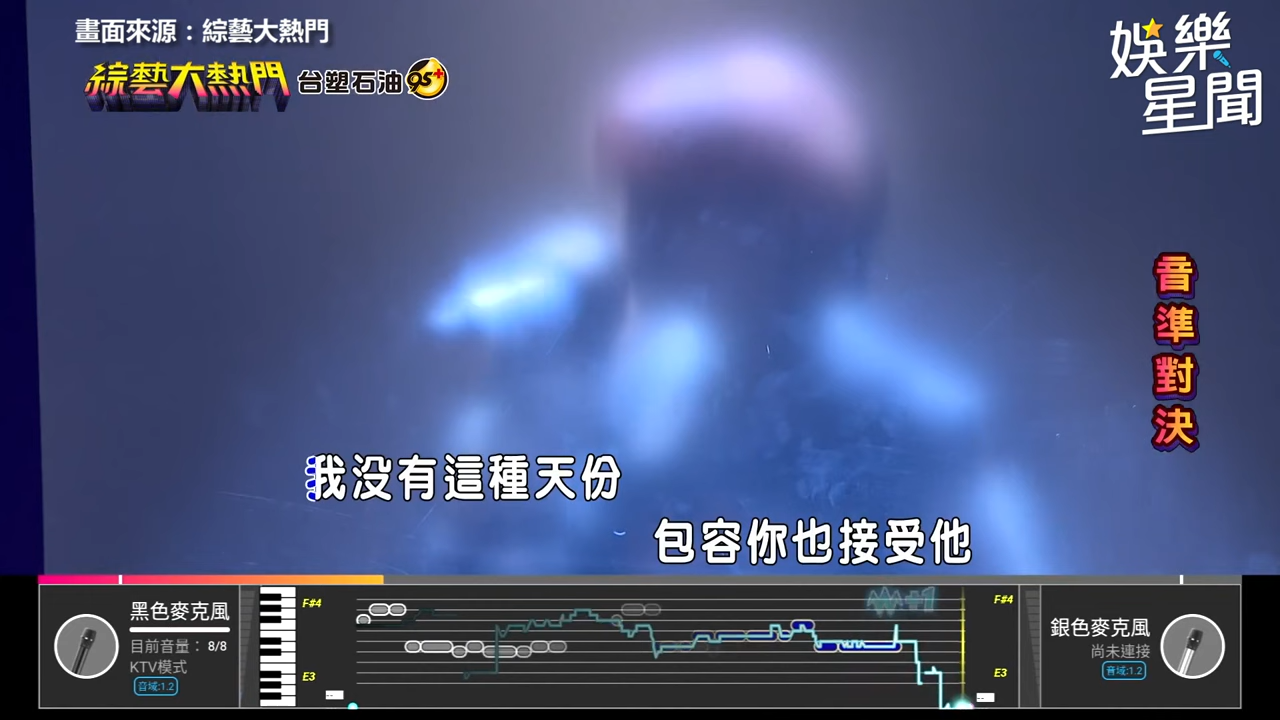 畫面來源：綜藝大熱門
綜藝大熱門 台塑石油 95+
娛樂星聞
音準對決
我没有這種天份
包容你也接受他
黑色麥克風
目前音量： 8/8
KTV模式
音域:1.2
F#4
E3
+1
F#4
E3
銀色麥克風
尚未連接
音域:1.2